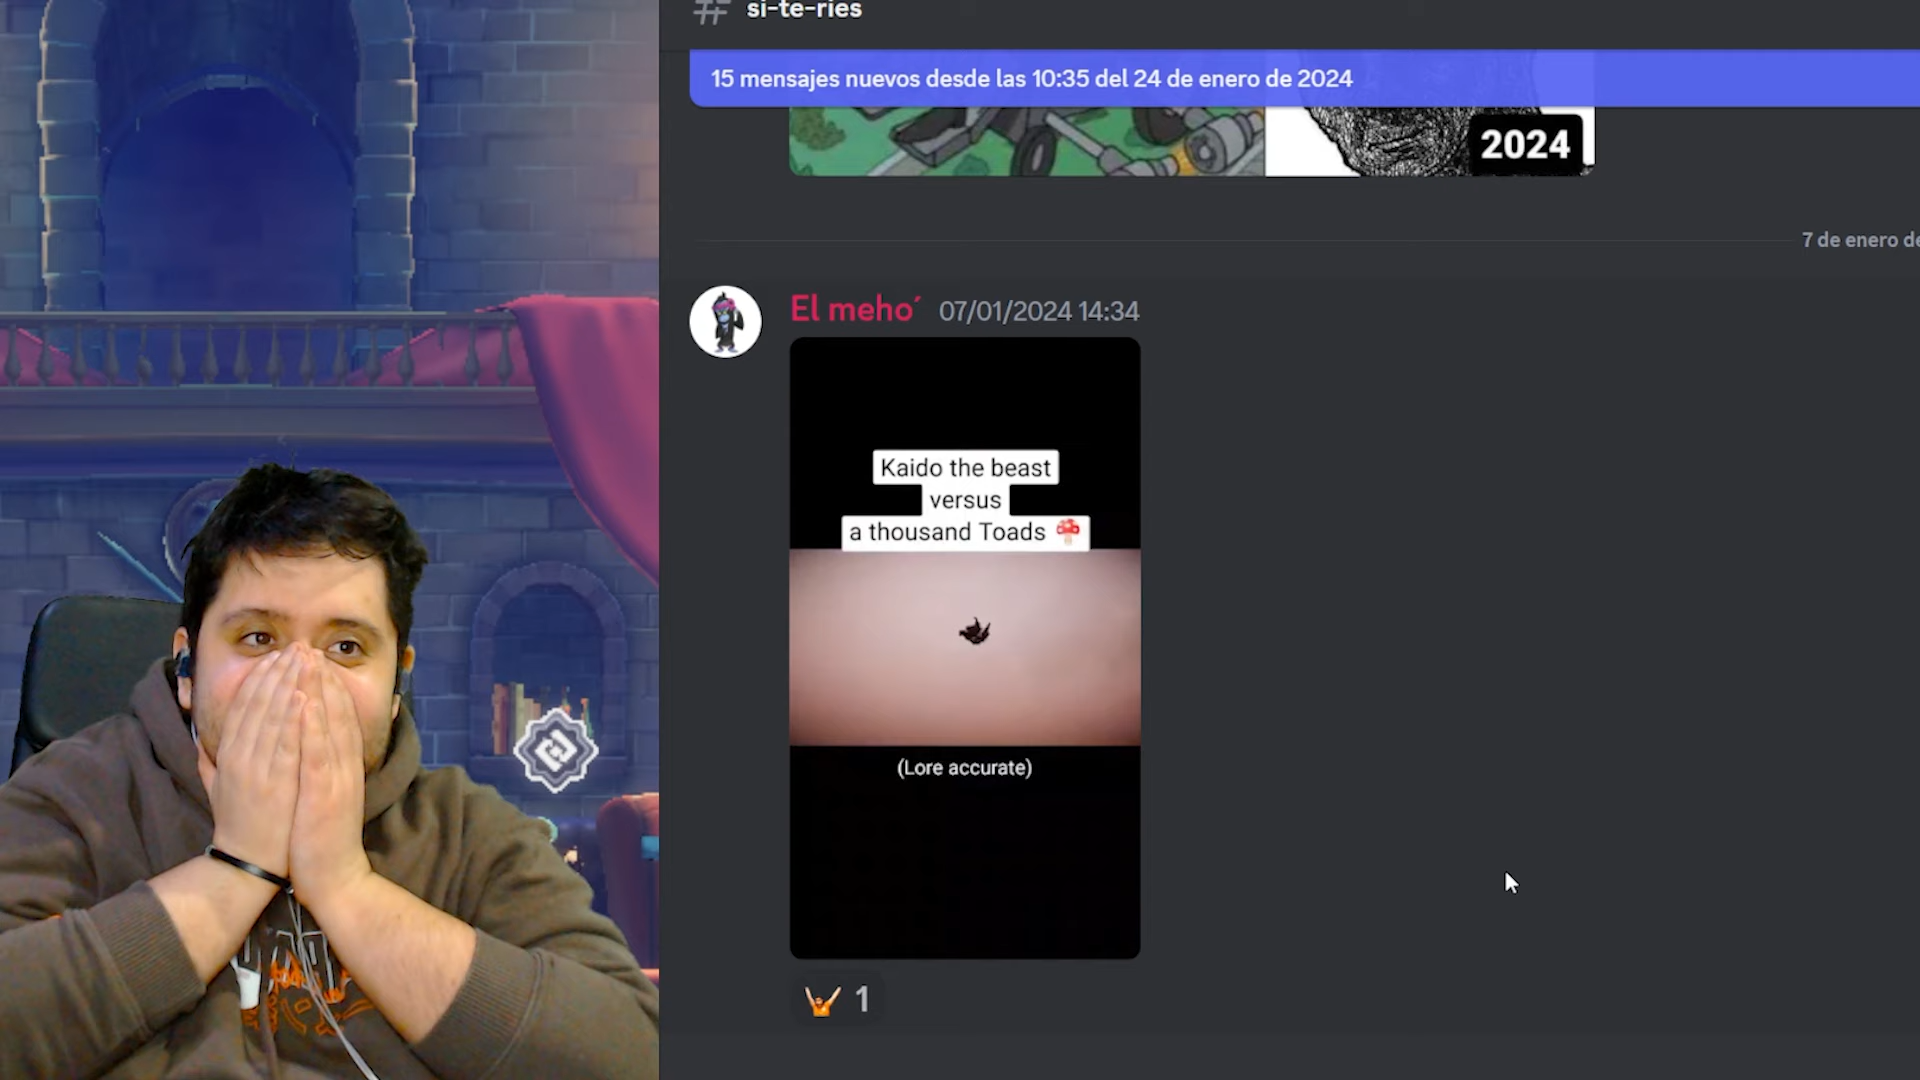 si-te-ries
15 mensajes nuevos desde las 10:35 del 24 de enero de 2024
2024
7 de enero de
El meho´ 07/01/2024 14:34
Kaido the beast
versus
a thousand Toads 🍄
(Lore accurate)
1